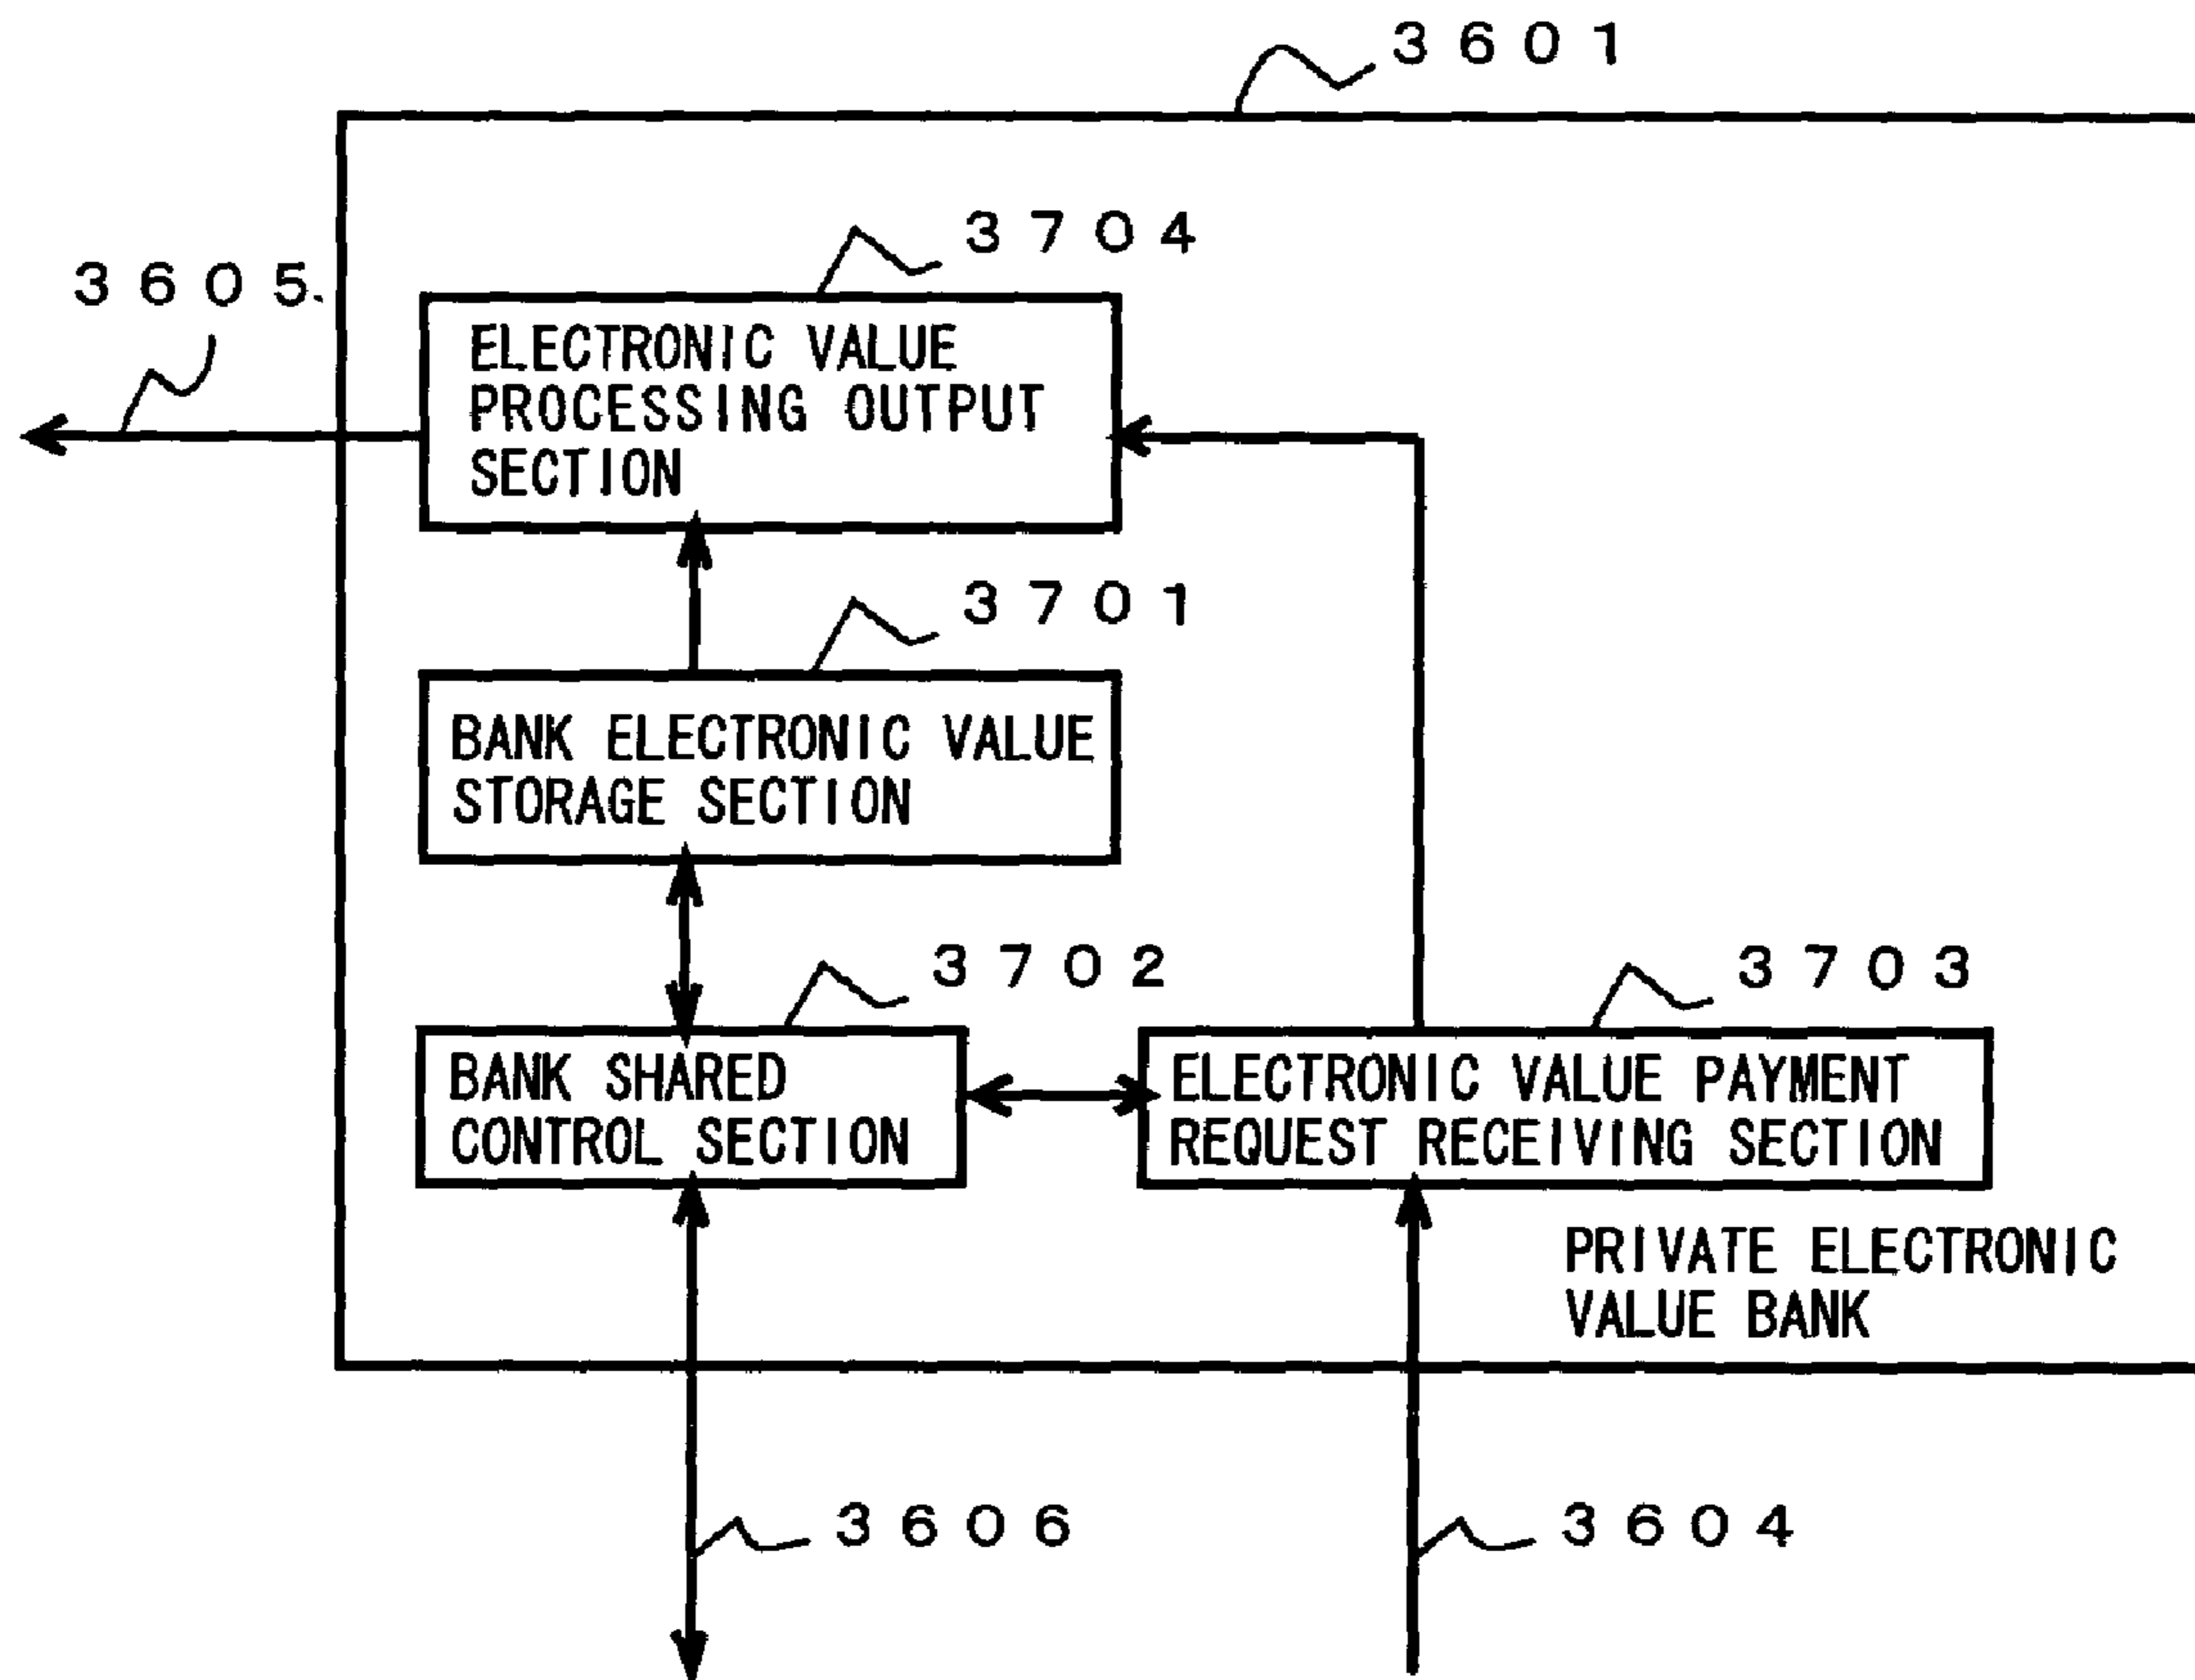 3601
3704
3605
ELECTRONIC VALUE
PROCESSING OUTPUT
SECTION
3701
BANK ELECTRONIC VALUE
STORAGE SECTION
3702
3703
BANK SHARED
CONTROL SECTION
ELECTRONIC VALUE PAYMENT
REQUEST RECEIVING SECTION
PRIVATE ELECTRONIC
VALUE BANK
3606
3604